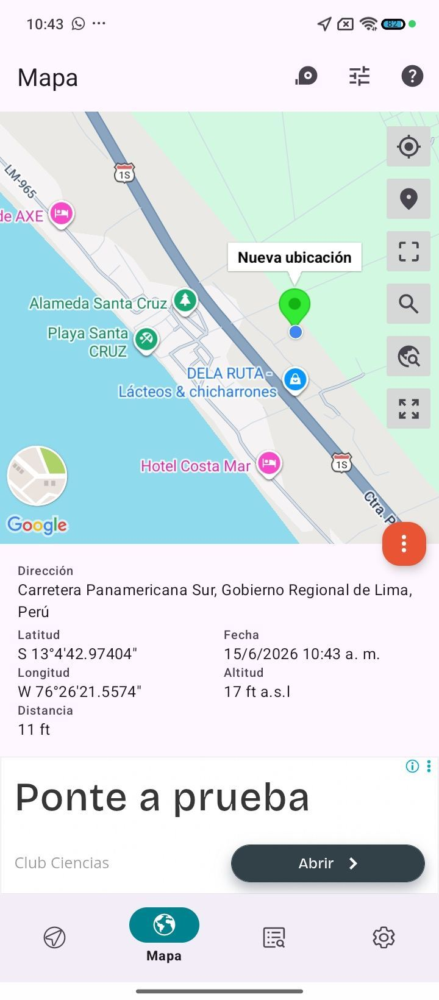 10:43
82
Mapa
LM-965
1S
de AXE
Nueva ubicación
Alameda Santa Cruz
Playa Santa
CRUZ
DELA RUTA -
Lácteos & chicharrones
Hotel Costa Mar
1S
Ctra. P
Google
Dirección
Carretera Panamericana Sur, Gobierno Regional de Lima,
Perú
Latitud
S 13°4'42.97404"
Fecha
15/6/2026 10:43 a. m.
Longitud
W 76°26'21.5574"
Altitud
17 ft a.s.l
Distancia
11 ft
Ponte a prueba
Club Ciencias
Abrir
Mapa